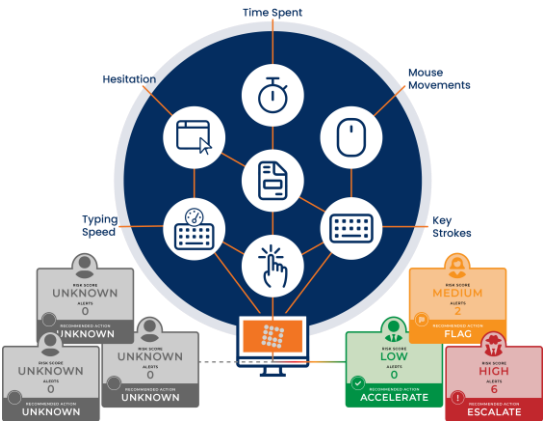 Time Spent
Hesitation
Mouse
Movements
Typing
Speed
Key
Strokes
RISK SCORE
UNKNOWN
ALERTS
0
RECOMMENDED ACTION
UNKNOWN
RISK SCORE
UNKNOWN
ALERTS
0
RECOMMENDED ACTION
UNKNOWN
RISK SCORE
UNKNOWN
ALERTS
0
RECOMMENDED ACTION
UNKNOWN
RISK SCORE
MEDIUM
ALERTS
2
RECOMMENDED ACTION
FLAG
RISK SCORE
LOW
ALERTS
0
RECOMMENDED ACTION
ACCELERATE
RISK SCORE
HIGH
ALERTS
6
RECOMMENDED ACTION
ESCALATE